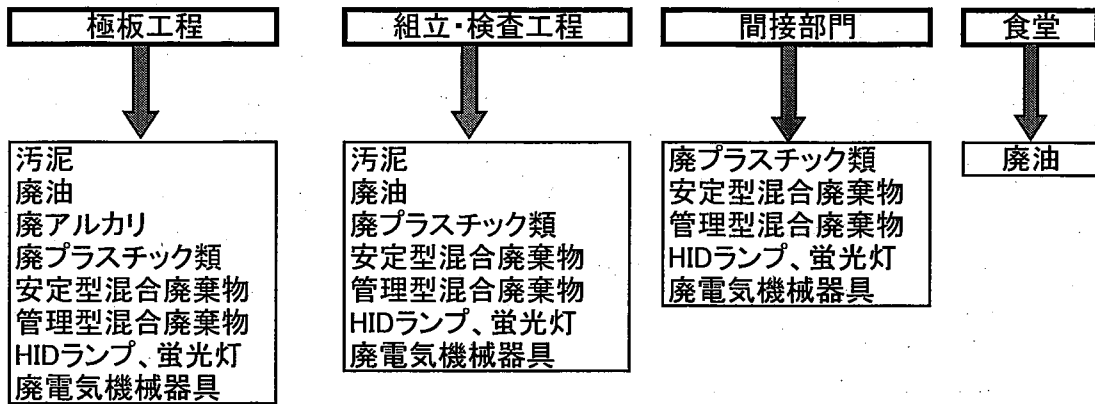 極板工程
汚泥
廃油
廃アルカリ
廃プラスチック類
安定型混合廃棄物
管理型混合廃棄物
HIDランプ、蛍光灯
廃電気機械器具
組立・検査工程
汚泥
廃油
廃プラスチック類
安定型混合廃棄物
管理型混合廃棄物
HIDランプ、蛍光灯
廃電気機械器具
間接部門
廃プラスチック類
安定型混合廃棄物
管理型混合廃棄物
HIDランプ、蛍光灯
廃電気機械器具
食堂
廃油